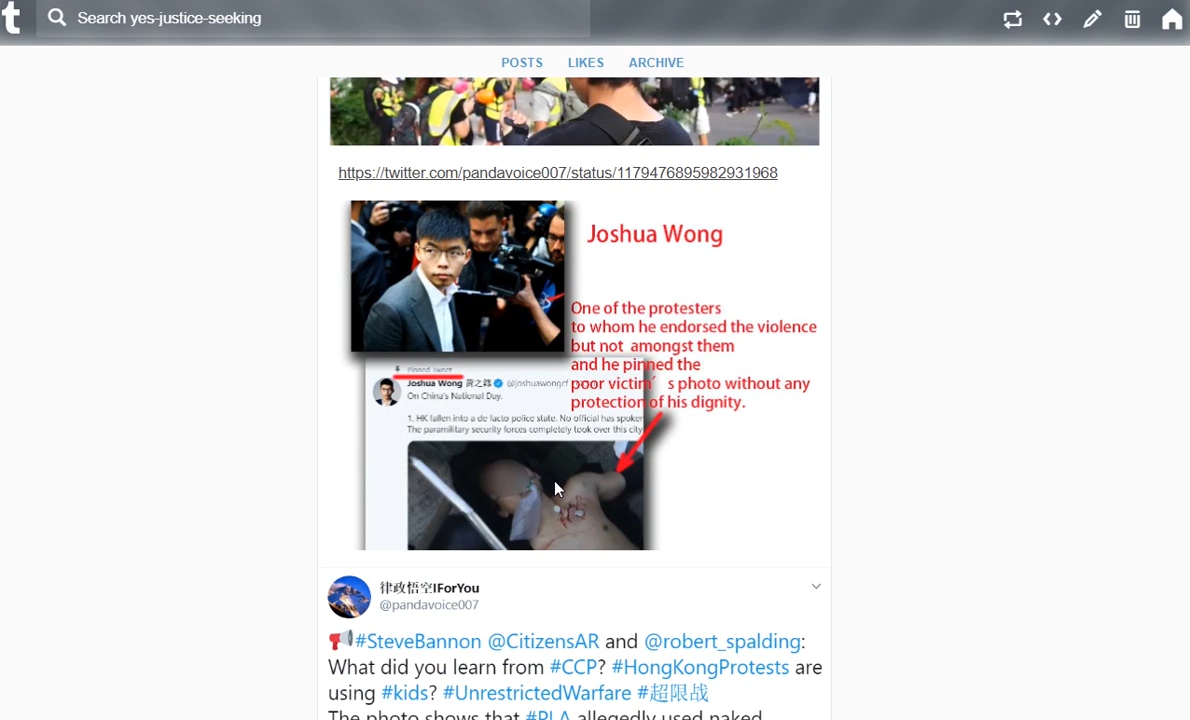 t
Search yes-justice-seeking
POSTS LIKES ARCHIVE
https://twitter.com/pandavoice007/status/1179476895982931968
Joshua Wong
One of the protesters
to whom he endorsed the violence
but not amongst them
and he pinned the
poor victim's photo without any
protection of his dignity.
Pinned Tweet
Joshua Wong 黃之鋒 @joshuawongcf
On China's National Day.
1. HK fallen into a de facto police state. No official has spoken
The paramilitary security forces completely took over this city
律政悟空IForYou
@pandavoice007
#SteveBannon @CitizensAR and @robert_spalding:
What did you learn from #CCP? #HongKongProtests are
using #kids? #UnrestrictedWarfare #超限战
The photo shows that #PLA allegedly used naked